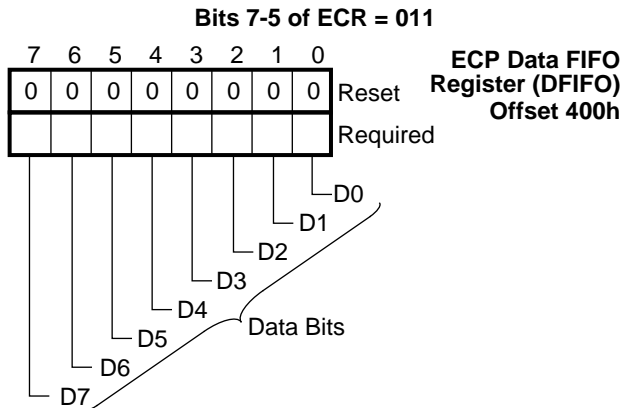 Bits 7-5 of ECR = 011
7 6 5 4 3 2 1 0
ECP Data FIFO
Register (DFIFO)
Offset 400h
0 0 0 0 0 0 0 0 Reset
Required
D0
D1
D2
D3
D4
D5
D6
D7
Data Bits